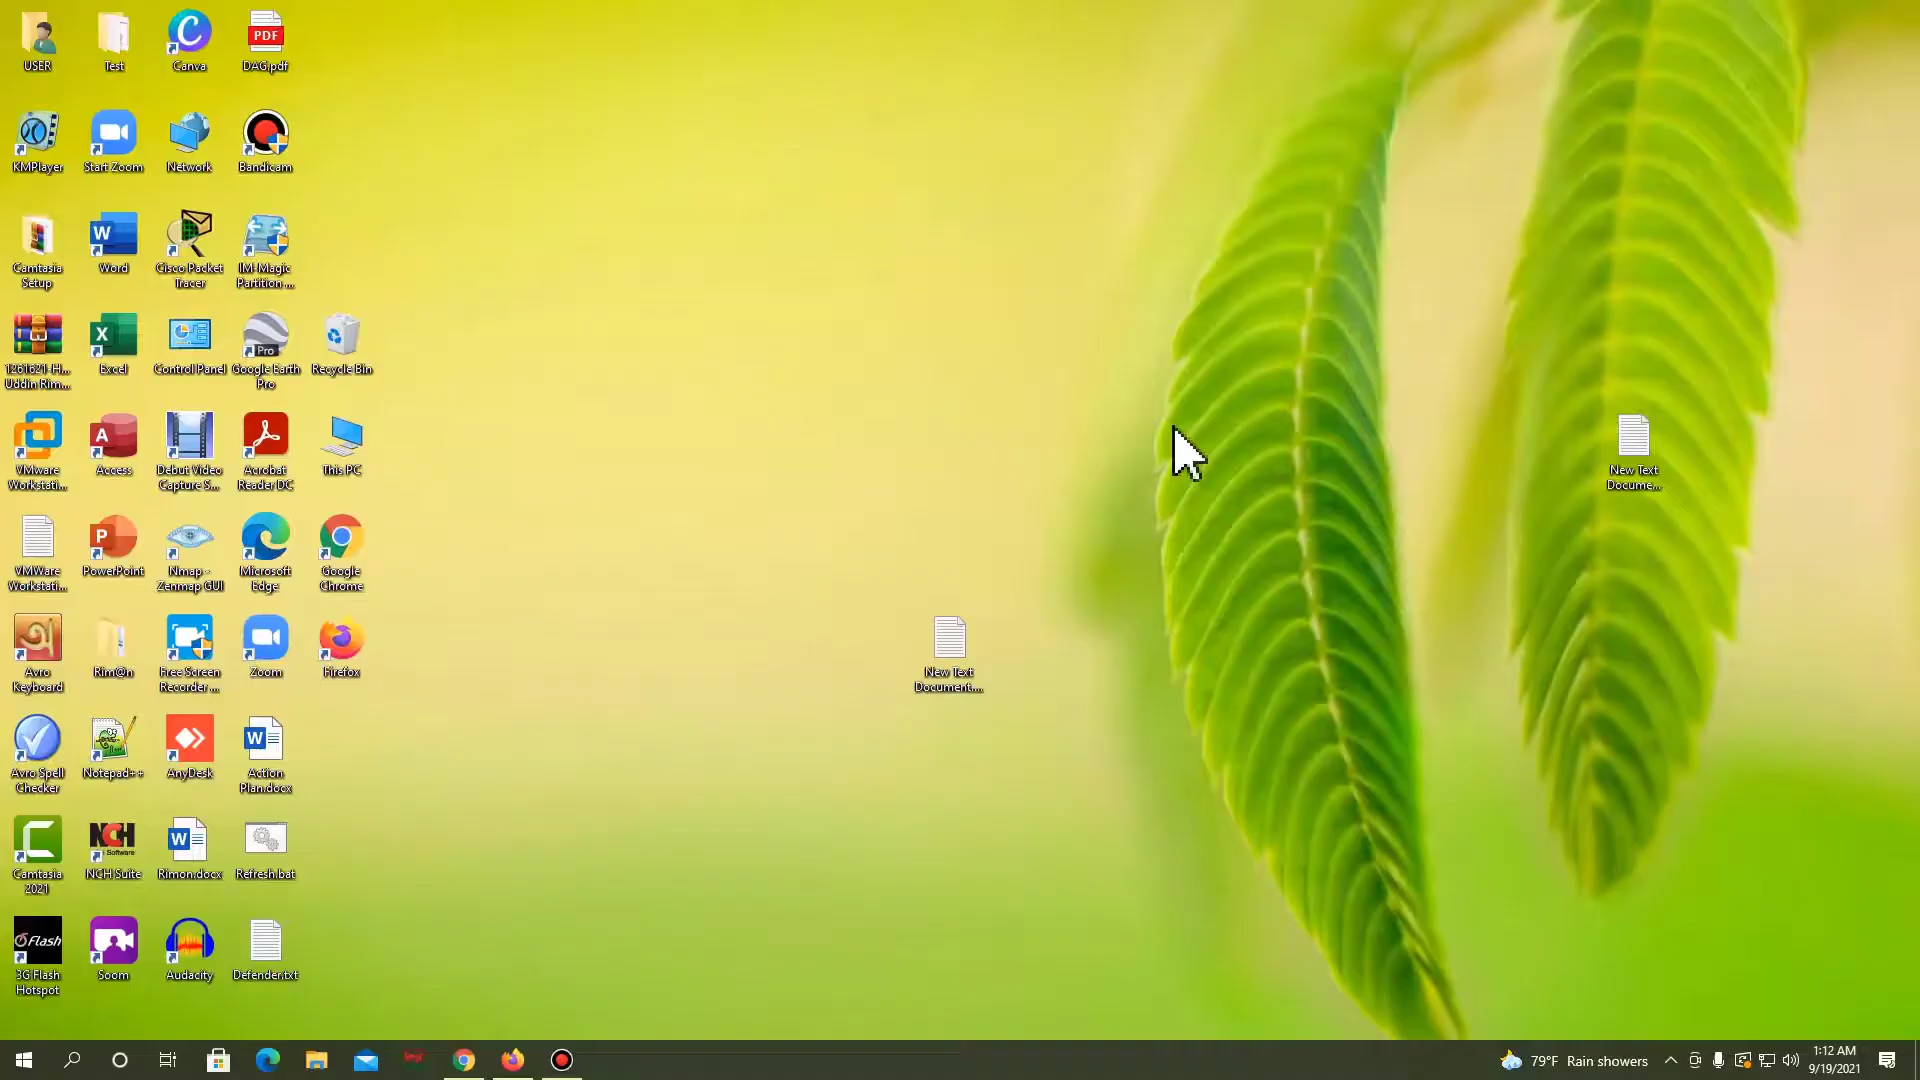 USER
Test
Canva
PDF
DAG.pdf
KMPlayer
Start Zoom
Network
Bandicam
Camtasia
Setup
W
Word
Cisco Packet
Tracer
IM-Magic
Partition ...
1261621-H...
Uddin Rim...
X
Excel
Control Panel
Pro
Google Earth
Pro
Recycle Bin
VMware
Workstati...
A
Access
Debut Video
Capture S...
Acrobat
Reader DC
This PC
VMWare
Workstati...
P
PowerPoint
Nmap -
Zenmap GUI
Microsoft
Edge
Google
Chrome
অ
Avro
Keyboard
Rim@n
Free Screen
Recorder ...
Zoom
Firefox
Avro Spell
Checker
Notepad++
AnyDesk
W
Action
Plan.docx
Camtasia
2021
NCH
Software
NCH Suite
W
Rimon.docx
Refresh.bat
Flash
3G Flash
Hotspot
Soom
Audacity
Defender.txt
New Text
Document....
New Text
Docume...
79°F Rain showers
1:12 AM
9/19/2021